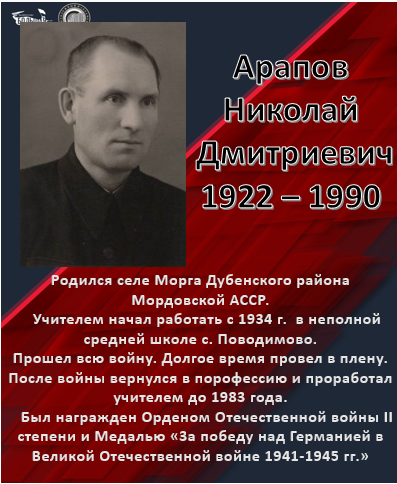 Арапов
Николай
Дмитриевич
1922 – 1990
Родился селе Морга Дубенского района
Мордовской АССР.
Учителем начал работать с 1934 г. в неполной
средней школе с. Поводимово.
Прошел всю войну. Долгое время провел в плену.
После войны вернулся в порофессию и проработал
учителем до 1983 года.
Был награжден Орденом Отечественной войны II
степени и Медалью «За победу над Германией в
Великой Отечественной войне 1941-1945 гг.»